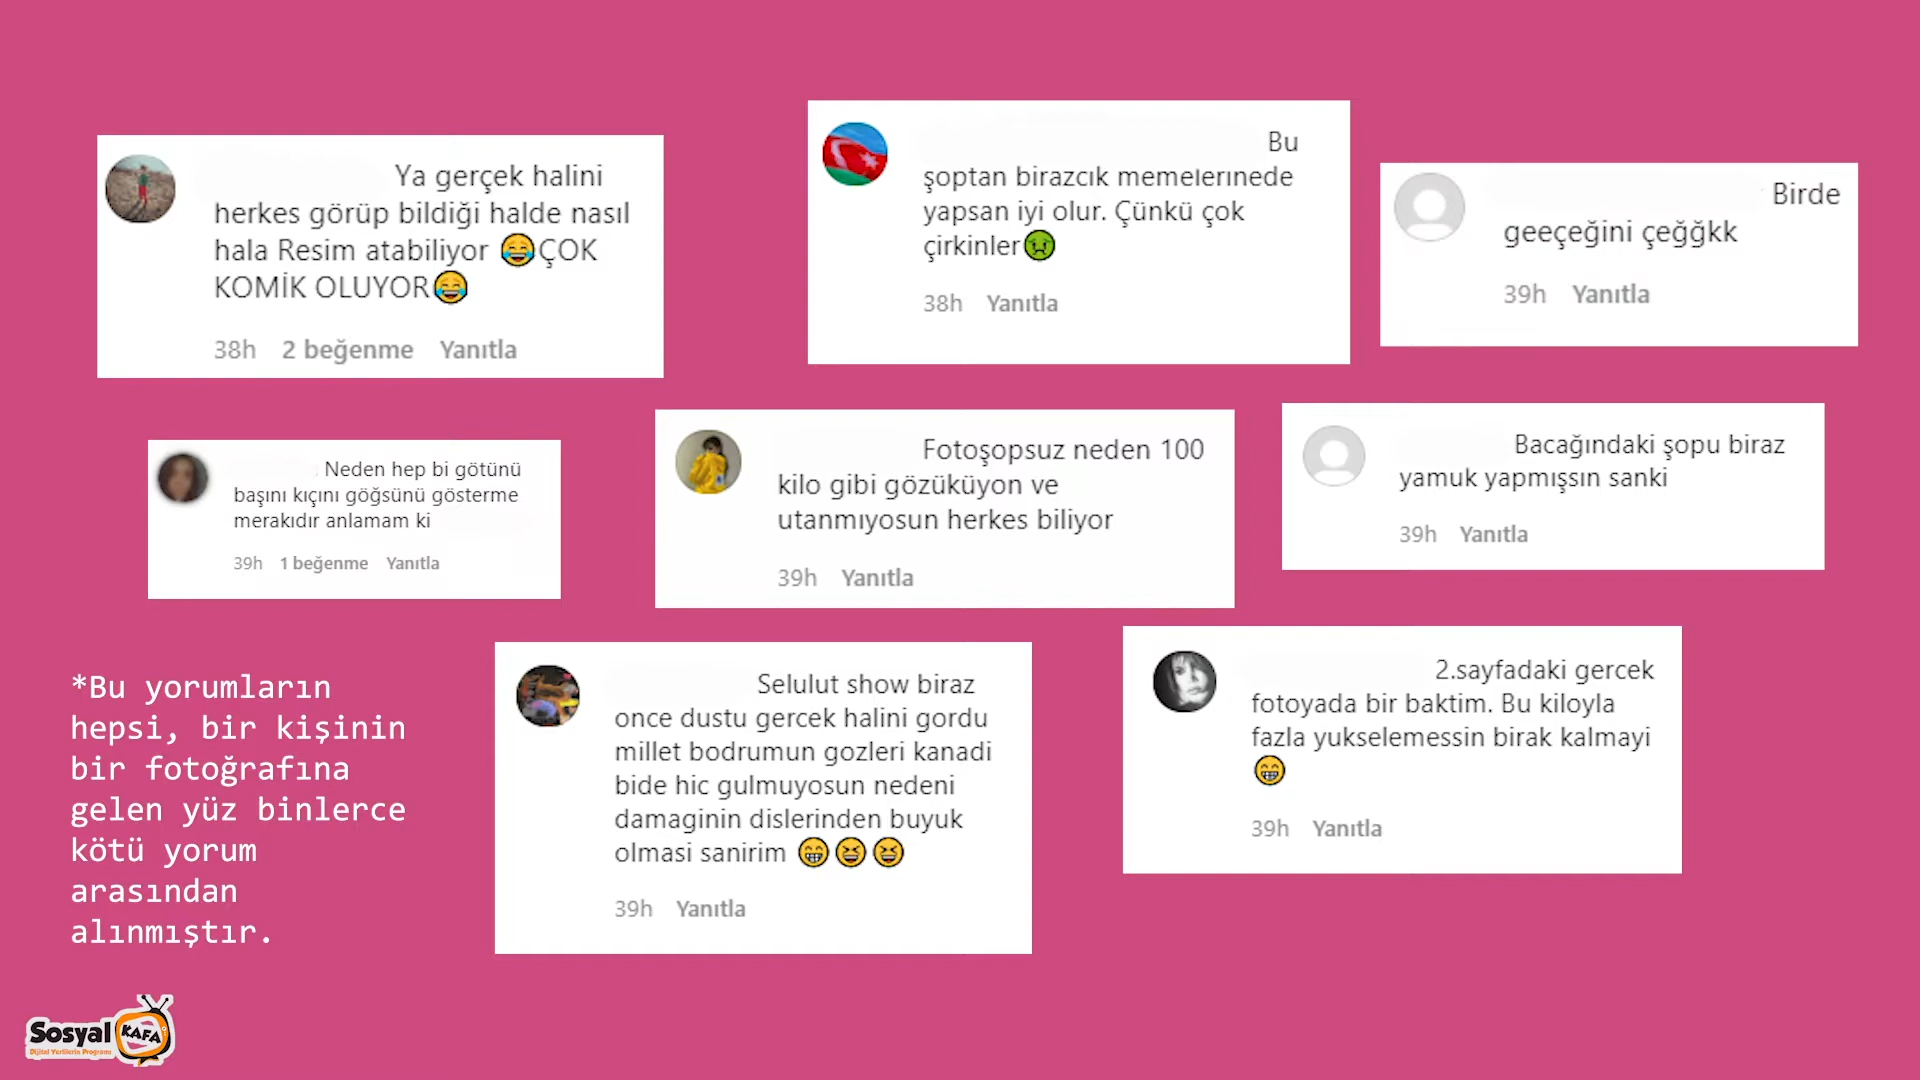 Ya gerçek halini
herkes görüp bildiği halde nasıl
hala Resim atabiliyor 😂ÇOK
KOMİK OLUYOR😂
38h 2 beğenme Yanıtla
Bu
şoptan birazcık memelerınede
yapsan iyi olur. Çünkü çok
çirkinler🤢
38h Yanıtla
Birde
geeçeğini çeğğkk
39h Yanıtla
Neden hep bi götünü
başını kıçını göğsünü gösterme
merakıdır anlamam ki
39h 1 beğenme Yanıtla
Fotoşopsuz neden 100
kilo gibi gözüküyon ve
utanmıyosun herkes biliyor
39h Yanıtla
Bacağındaki şopu biraz
yamuk yapmışsın sanki
39h Yanıtla
Selulut show biraz
once dustu gercek halini gordu
millet bodrumun gozleri kanadi
bide hic gulmuyosun nedeni
damaginin dislerinden buyuk
olmasi sanirim 😁😆😆
39h Yanıtla
2.sayfadaki gercek
fotoyada bir baktim. Bu kiloyla
fazla yukselemessin birak kalmayi
😁
39h Yanıtla
*Bu yorumların
hepsi, bir kişinin
bir fotoğrafına
gelen yüz binlerce
kötü yorum
arasından
alınmıştır.
Sosyal KAFA
Dijital Yerlilerin Programı